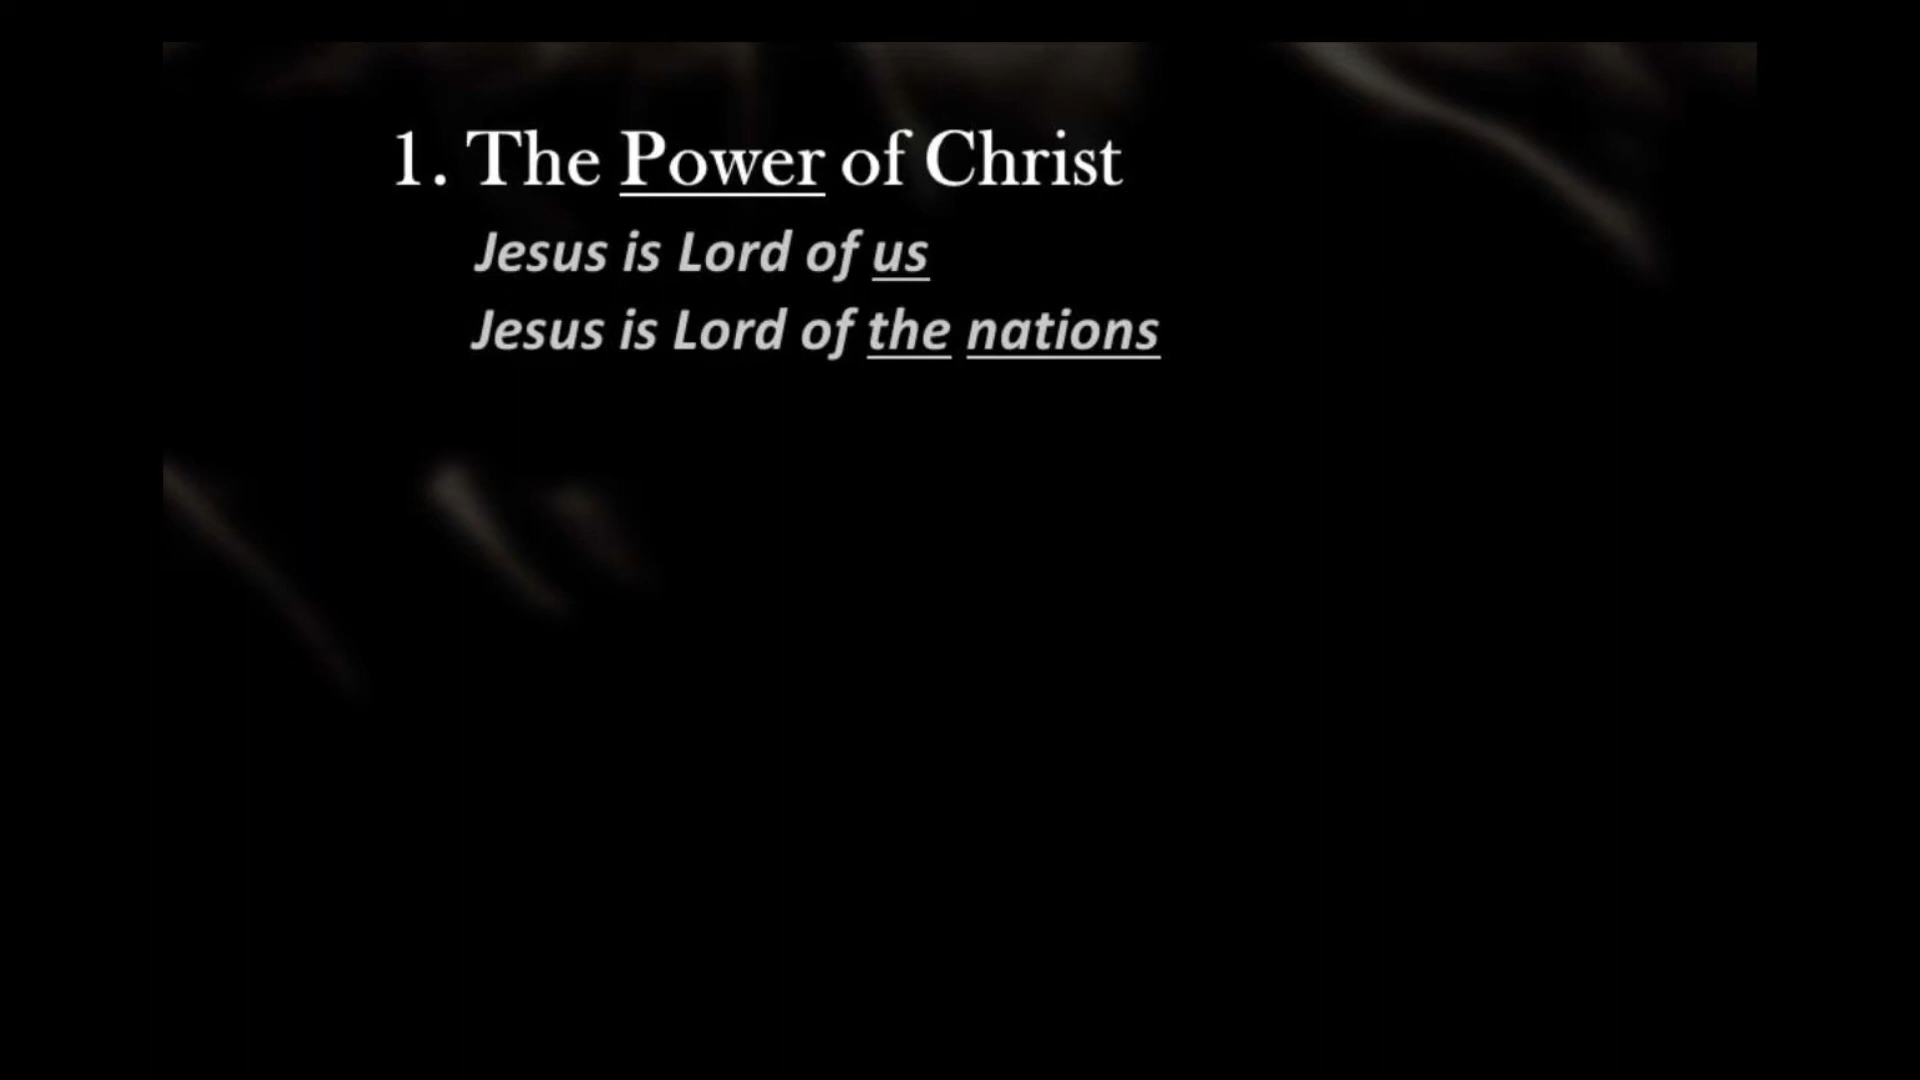 1. The Power of Christ
Jesus is Lord of us
Jesus is Lord of the nations